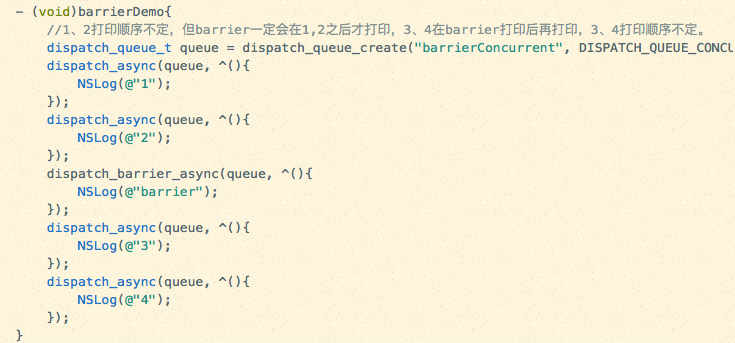 - (void)barrierDemo{
//1、2打印顺序不定，但barrier一定会在1,2之后才打印，3、4在barrier打印后再打印，3、4打印顺序不定。
dispatch_queue_t queue = dispatch_queue_create("barrierConcurrent", DISPATCH_QUEUE_CONCU
dispatch_async(queue, ^(){
NSLog(@"1");
});
dispatch_async(queue, ^(){
NSLog(@"2");
});
dispatch_barrier_async(queue, ^(){
NSLog(@"barrier");
});
dispatch_async(queue, ^(){
NSLog(@"3");
});
dispatch_async(queue, ^(){
NSLog(@"4");
});
}